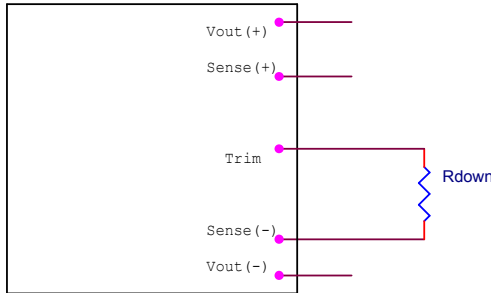 Vout(+)
Sense(+)
Trim
Rdown
Sense(-)
Vout(-)